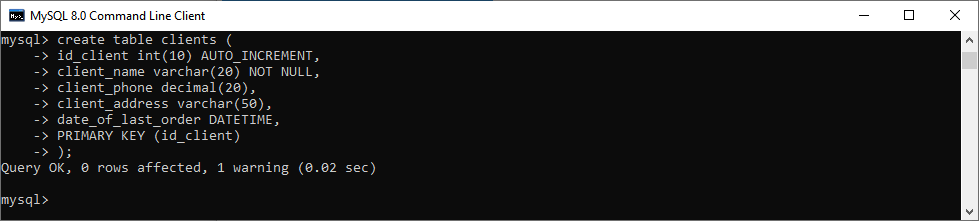 MySQL 8.0 Command Line Client
mysql> create table clients (
    -> id_client int(10) AUTO_INCREMENT,
    -> client_name varchar(20) NOT NULL,
    -> client_phone decimal(20),
    -> client_address varchar(50),
    -> date_of_last_order DATETIME,
    -> PRIMARY KEY (id_client)
    -> );
Query OK, 0 rows affected, 1 warning (0.02 sec)
mysql>